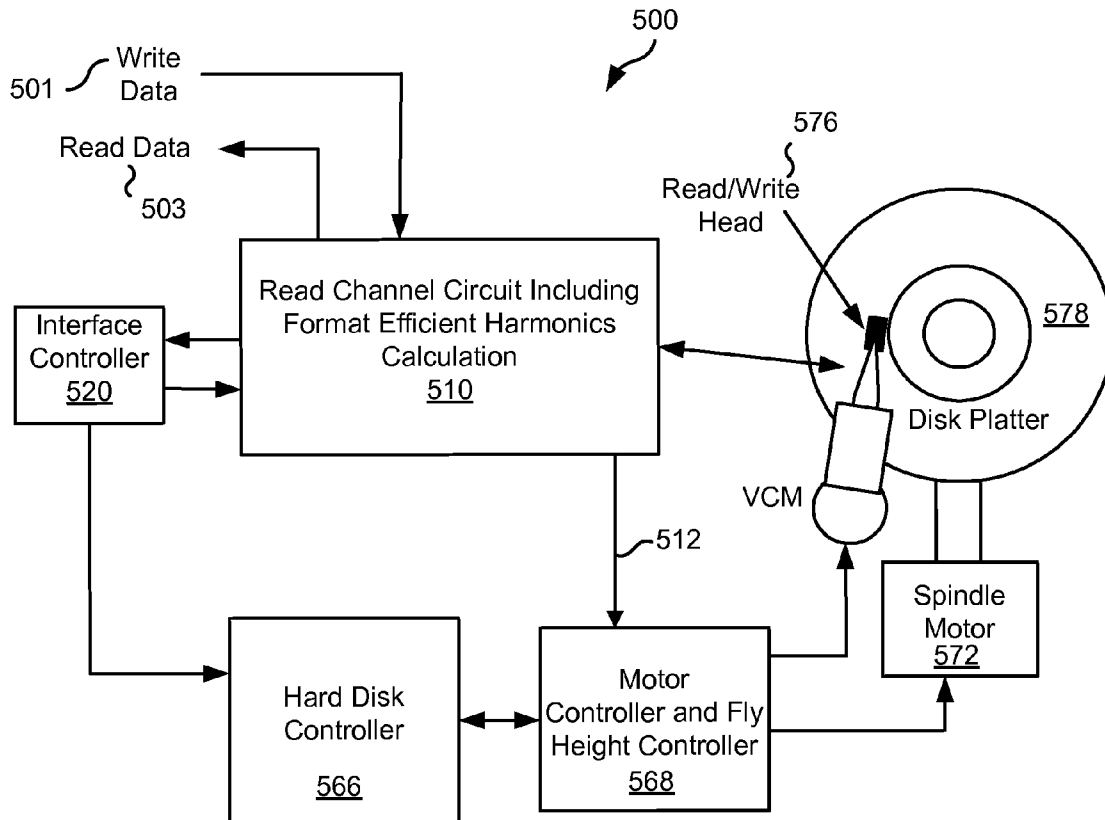 500
501
Write
Data
Read Data
503
576
Read/Write
Head
Read Channel Circuit Including
Format Efficient Harmonics
Calculation
510
Interface
Controller
520
578
Disk Platter
VCM
512
Spindle
Motor
572
Hard Disk
Controller
566
Motor
Controller and Fly
Height Controller
568